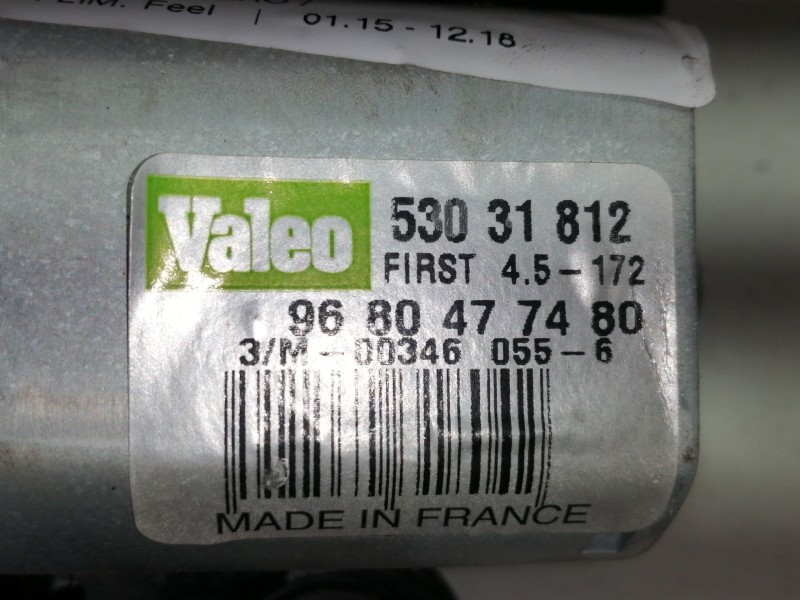 Feel | 01.15 - 12.18
Valeo
530 31 812
FIRST 4.5-172
96 80 47 74 80
3/M-00346 055-6
MADE IN FRANCE